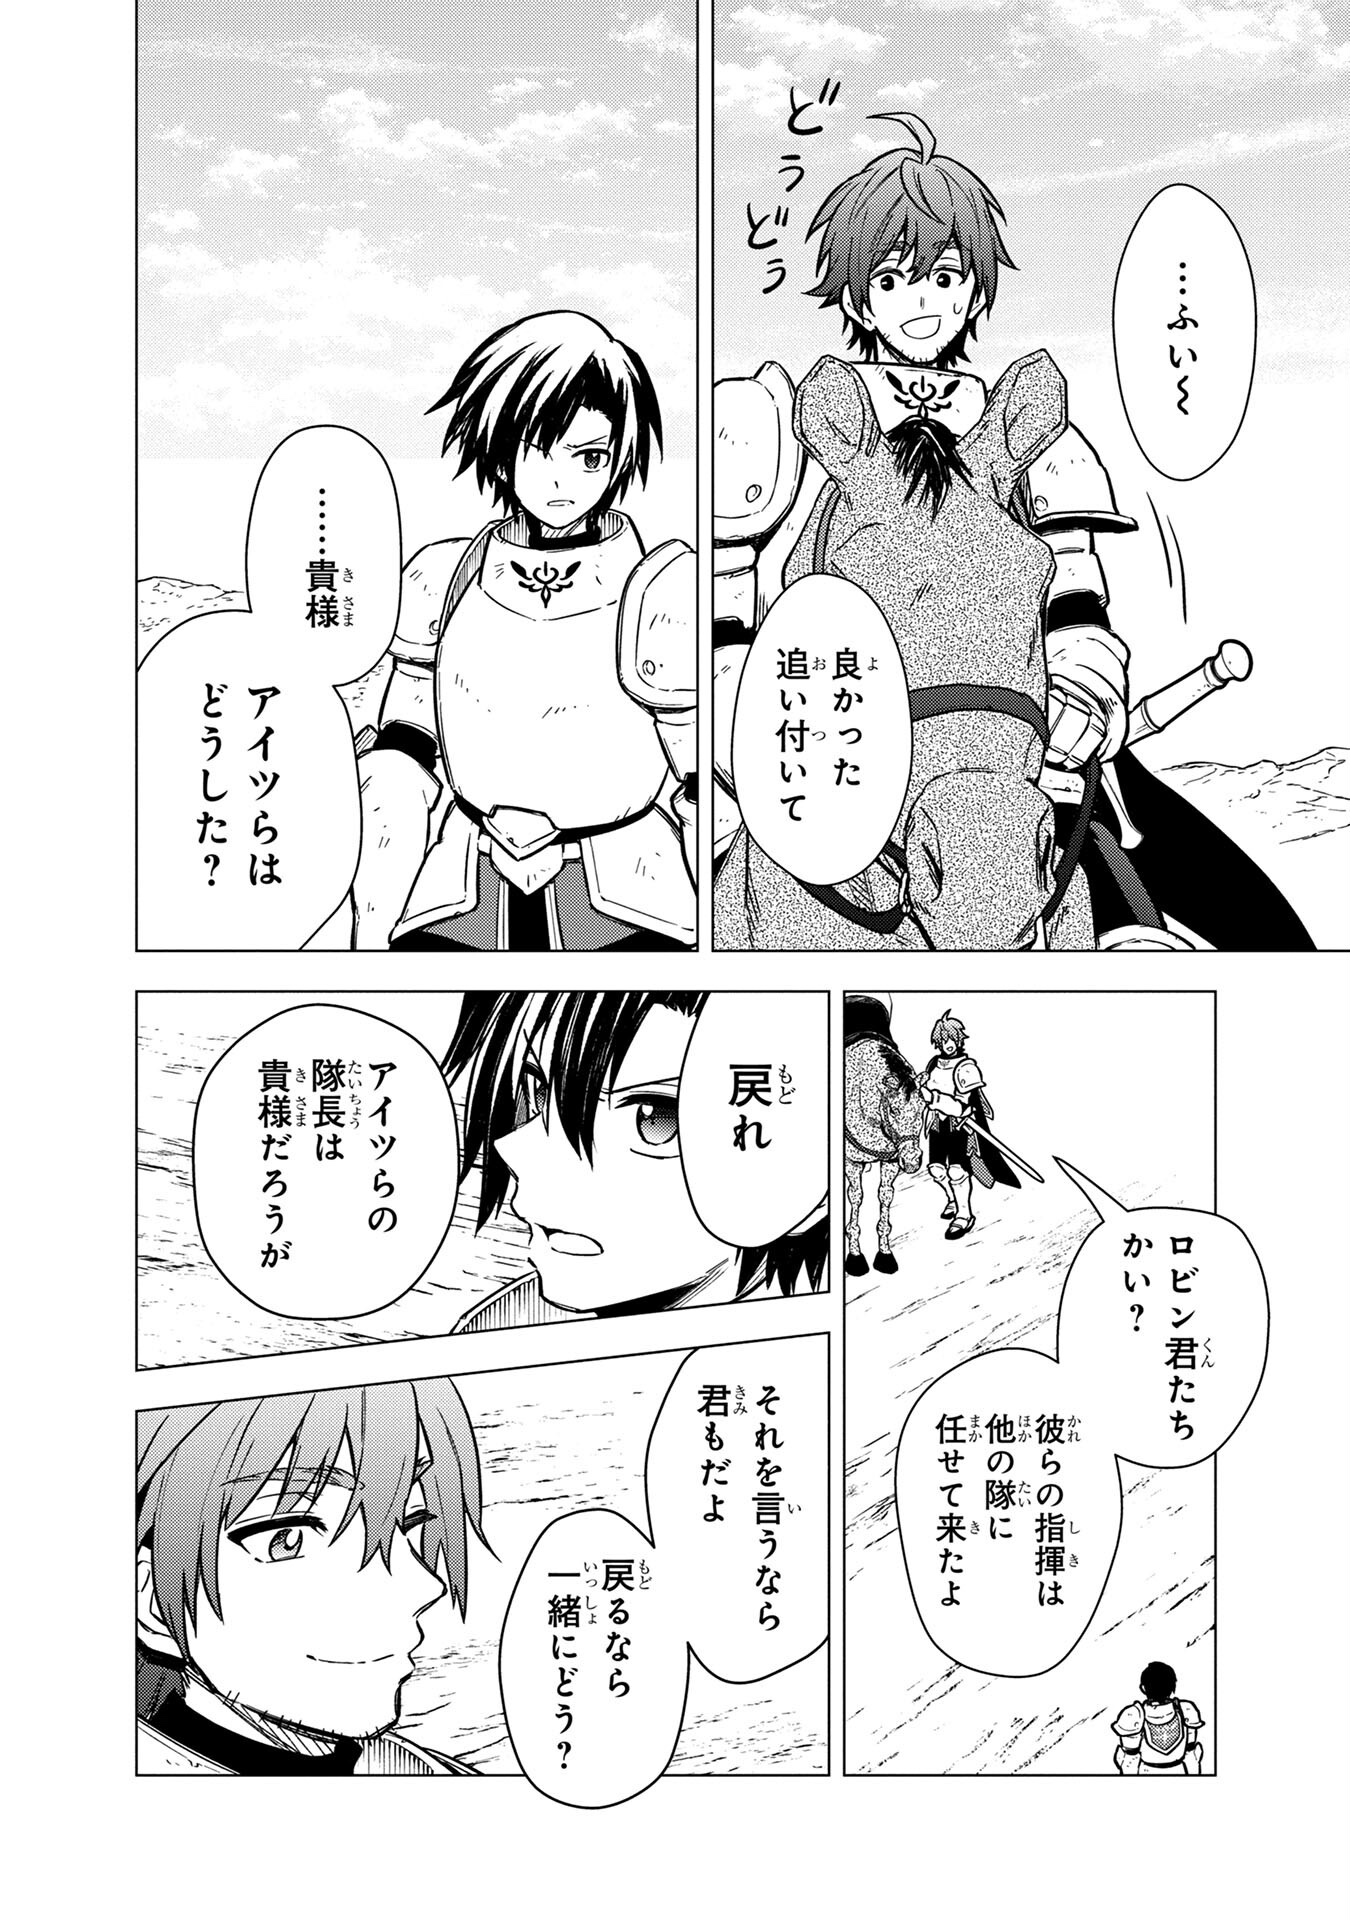 …ふい〜
どうどう
良かった
追い付いて
……貴様
アイツらは
どうした?
ロビン君たち
かい?
彼らの指揮は
他の隊に
任せて来たよ
戻れ
アイツらの
隊長は
貴様だろうが
それを言うなら
君もだよ
戻るなら
一緒にどう?